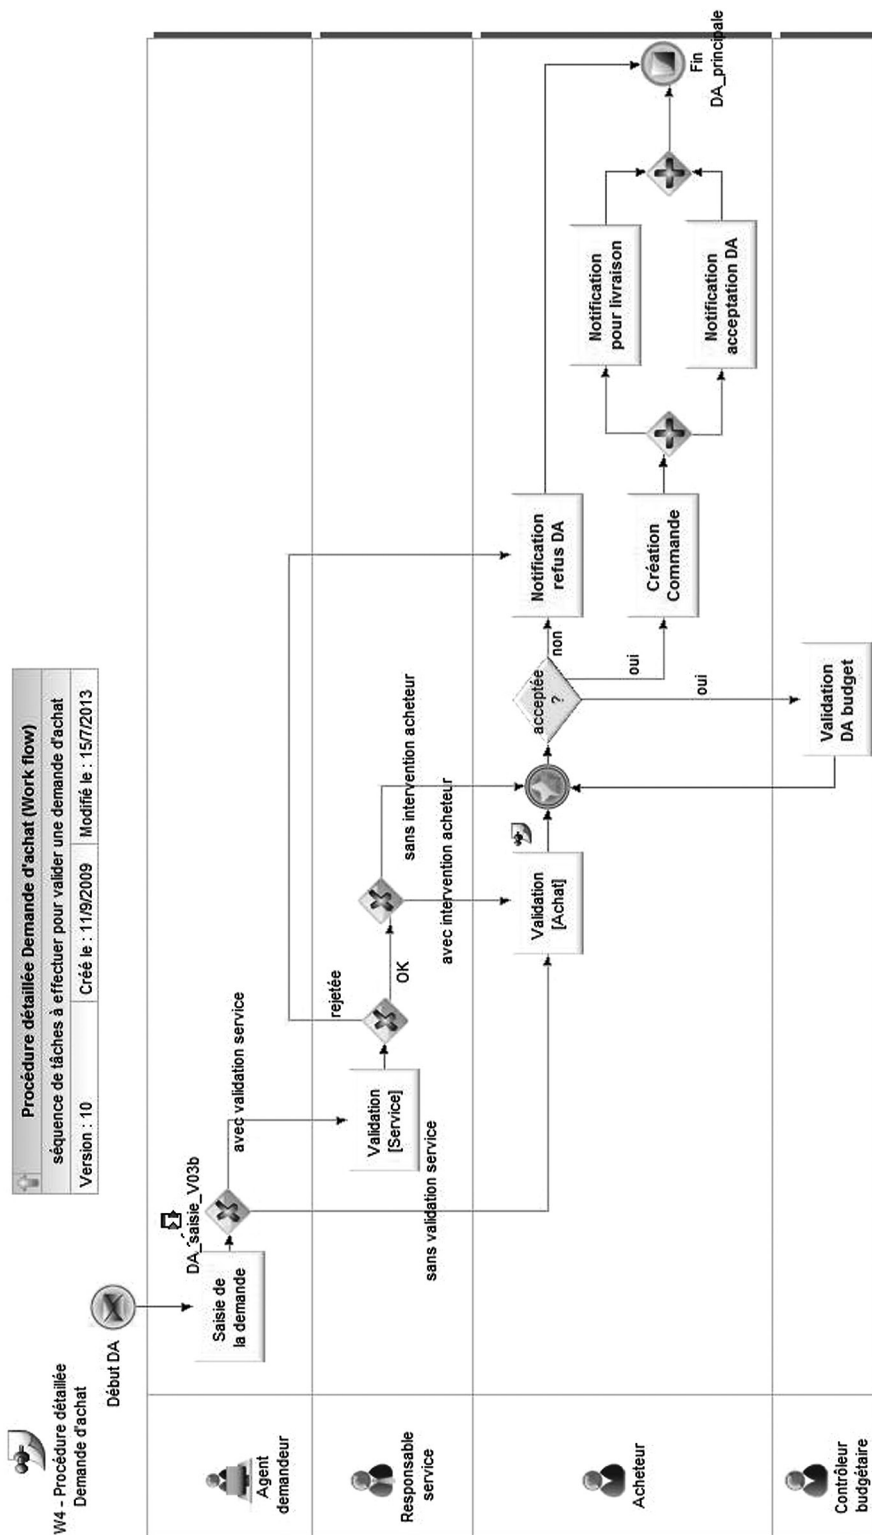 W4 - Procédure détaillée
Demande d'achat
Procédure détaillée Demande d'achat (Work flow)
séquence de tâches à effectuer pour valider une demande d'achat
Version : 10
Créé le : 11/9/2009
Modifié le : 15/7/2013
Début DA
Agent
demandeur
Saisie de
la demande
DA_saisie_V03b
avec validation service
sans validation service
Responsable
service
Validation
[Service]
rejetée
OK
sans intervention acheteur
avec intervention acheteur
Acheteur
Validation
[Achat]
acceptée
?
non
oui
oui
Notification
refus DA
Création
Commande
Notification
pour livraison
Notification
acceptation DA
Fin
DA_principale
Contrôleur
budgétaire
Validation
DA budget